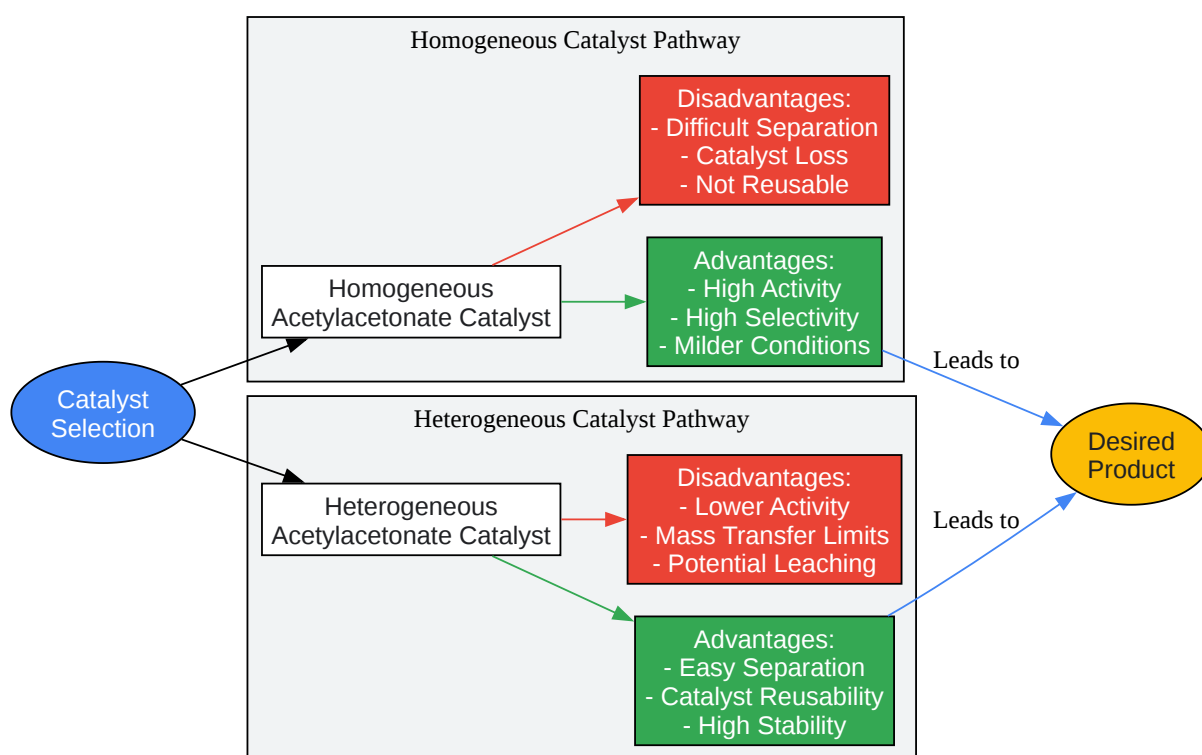 Homogeneous Catalyst Pathway
Disadvantages:
- Difficult Separation
- Catalyst Loss
- Not Reusable
Homogeneous
Acetylacetonate Catalyst
Advantages:
- High Activity
- High Selectivity
- Milder Conditions
Leads to
Catalyst
Selection
Heterogeneous Catalyst Pathway
Disadvantages:
- Lower Activity
- Mass Transfer Limits
- Potential Leaching
Heterogeneous
Acetylacetonate Catalyst
Advantages:
- Easy Separation
- Catalyst Reusability
- High Stability
Leads to
Desired
Product